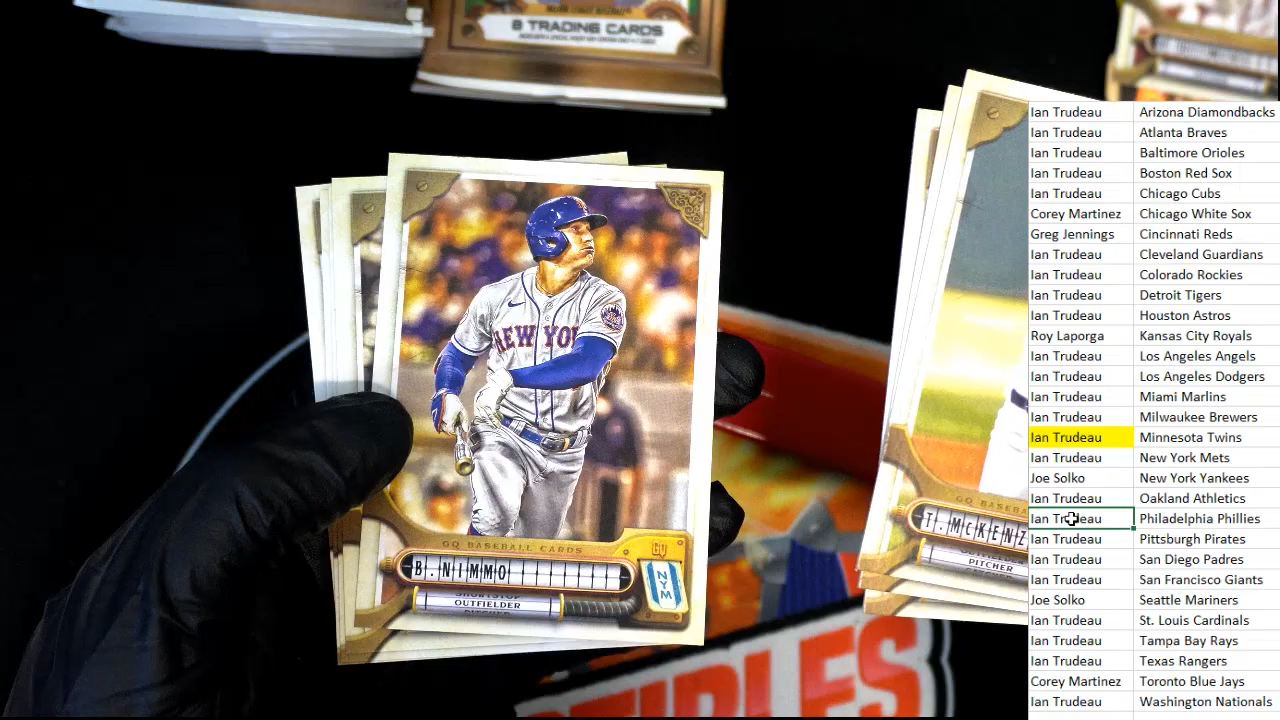 8 TRADING CARDS
NEW YO
GQ BASEBALL CARDS
GQ
B.NIMMO
NYM
SHORTSTOP
OUTFIELDER
PITCHER
GQ BASEBA
T.McKENZ
OUTFIELDER
PITCHER
Ian Trudeau Arizona Diamondbacks
Ian Trudeau Atlanta Braves
Ian Trudeau Baltimore Orioles
Ian Trudeau Boston Red Sox
Ian Trudeau Chicago Cubs
Corey Martinez Chicago White Sox
Greg Jennings Cincinnati Reds
Ian Trudeau Cleveland Guardians
Ian Trudeau Colorado Rockies
Ian Trudeau Detroit Tigers
Ian Trudeau Houston Astros
Roy Laporga Kansas City Royals
Ian Trudeau Los Angeles Angels
Ian Trudeau Los Angeles Dodgers
Ian Trudeau Miami Marlins
Ian Trudeau Milwaukee Brewers
Ian Trudeau Minnesota Twins
Ian Trudeau New York Mets
Joe Solko New York Yankees
Ian Trudeau Oakland Athletics
Ian Trudeau Philadelphia Phillies
Ian Trudeau Pittsburgh Pirates
Ian Trudeau San Diego Padres
Ian Trudeau San Francisco Giants
Joe Solko Seattle Mariners
Ian Trudeau St. Louis Cardinals
Ian Trudeau Tampa Bay Rays
Ian Trudeau Texas Rangers
Corey Martinez Toronto Blue Jays
Ian Trudeau Washington Nationals